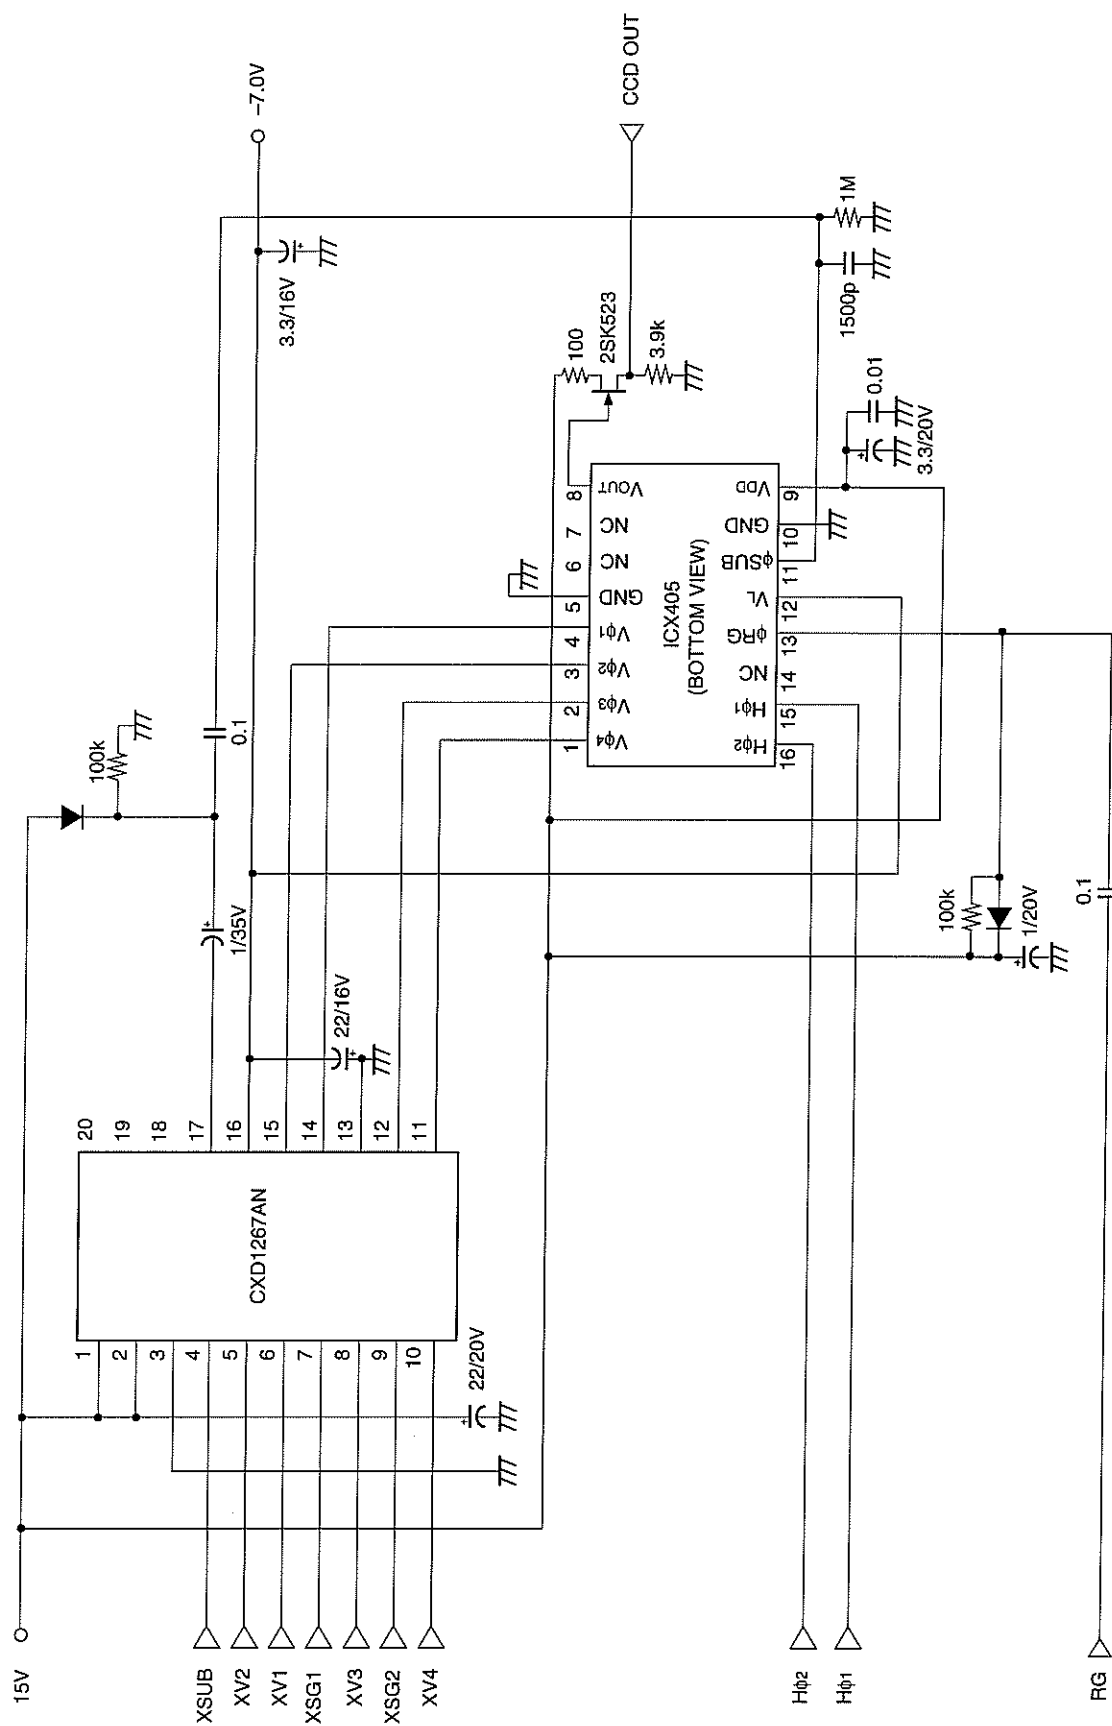 15V
XSUB
XV2
XV1
XSG1
XV3
XSG2
XV4
Hϕ2
Hϕ1
RG
1
2
3
4
5
6
7
8
9
10
22/20V
CXD1267AN
20
19
18
17
16
15
14
13
12
11
22/16V
1/35V
100k
0.1
3.3/16V
–7.0V
100k
1/20V
0.1
1
2
3
4
5
6
7
8
Vϕ4
Vϕ3
Vϕ2
Vϕ1
GND
NC
NC
VOUT
ICX405
(BOTTOM VIEW)
Hϕ2
Hϕ1
NC
ϕRG
VL
ϕSUB
GND
VDD
16
15
14
13
12
11
10
9
100
2SK523
3.9k
CCD OUT
3.3/20V
0.01
1500p
1M